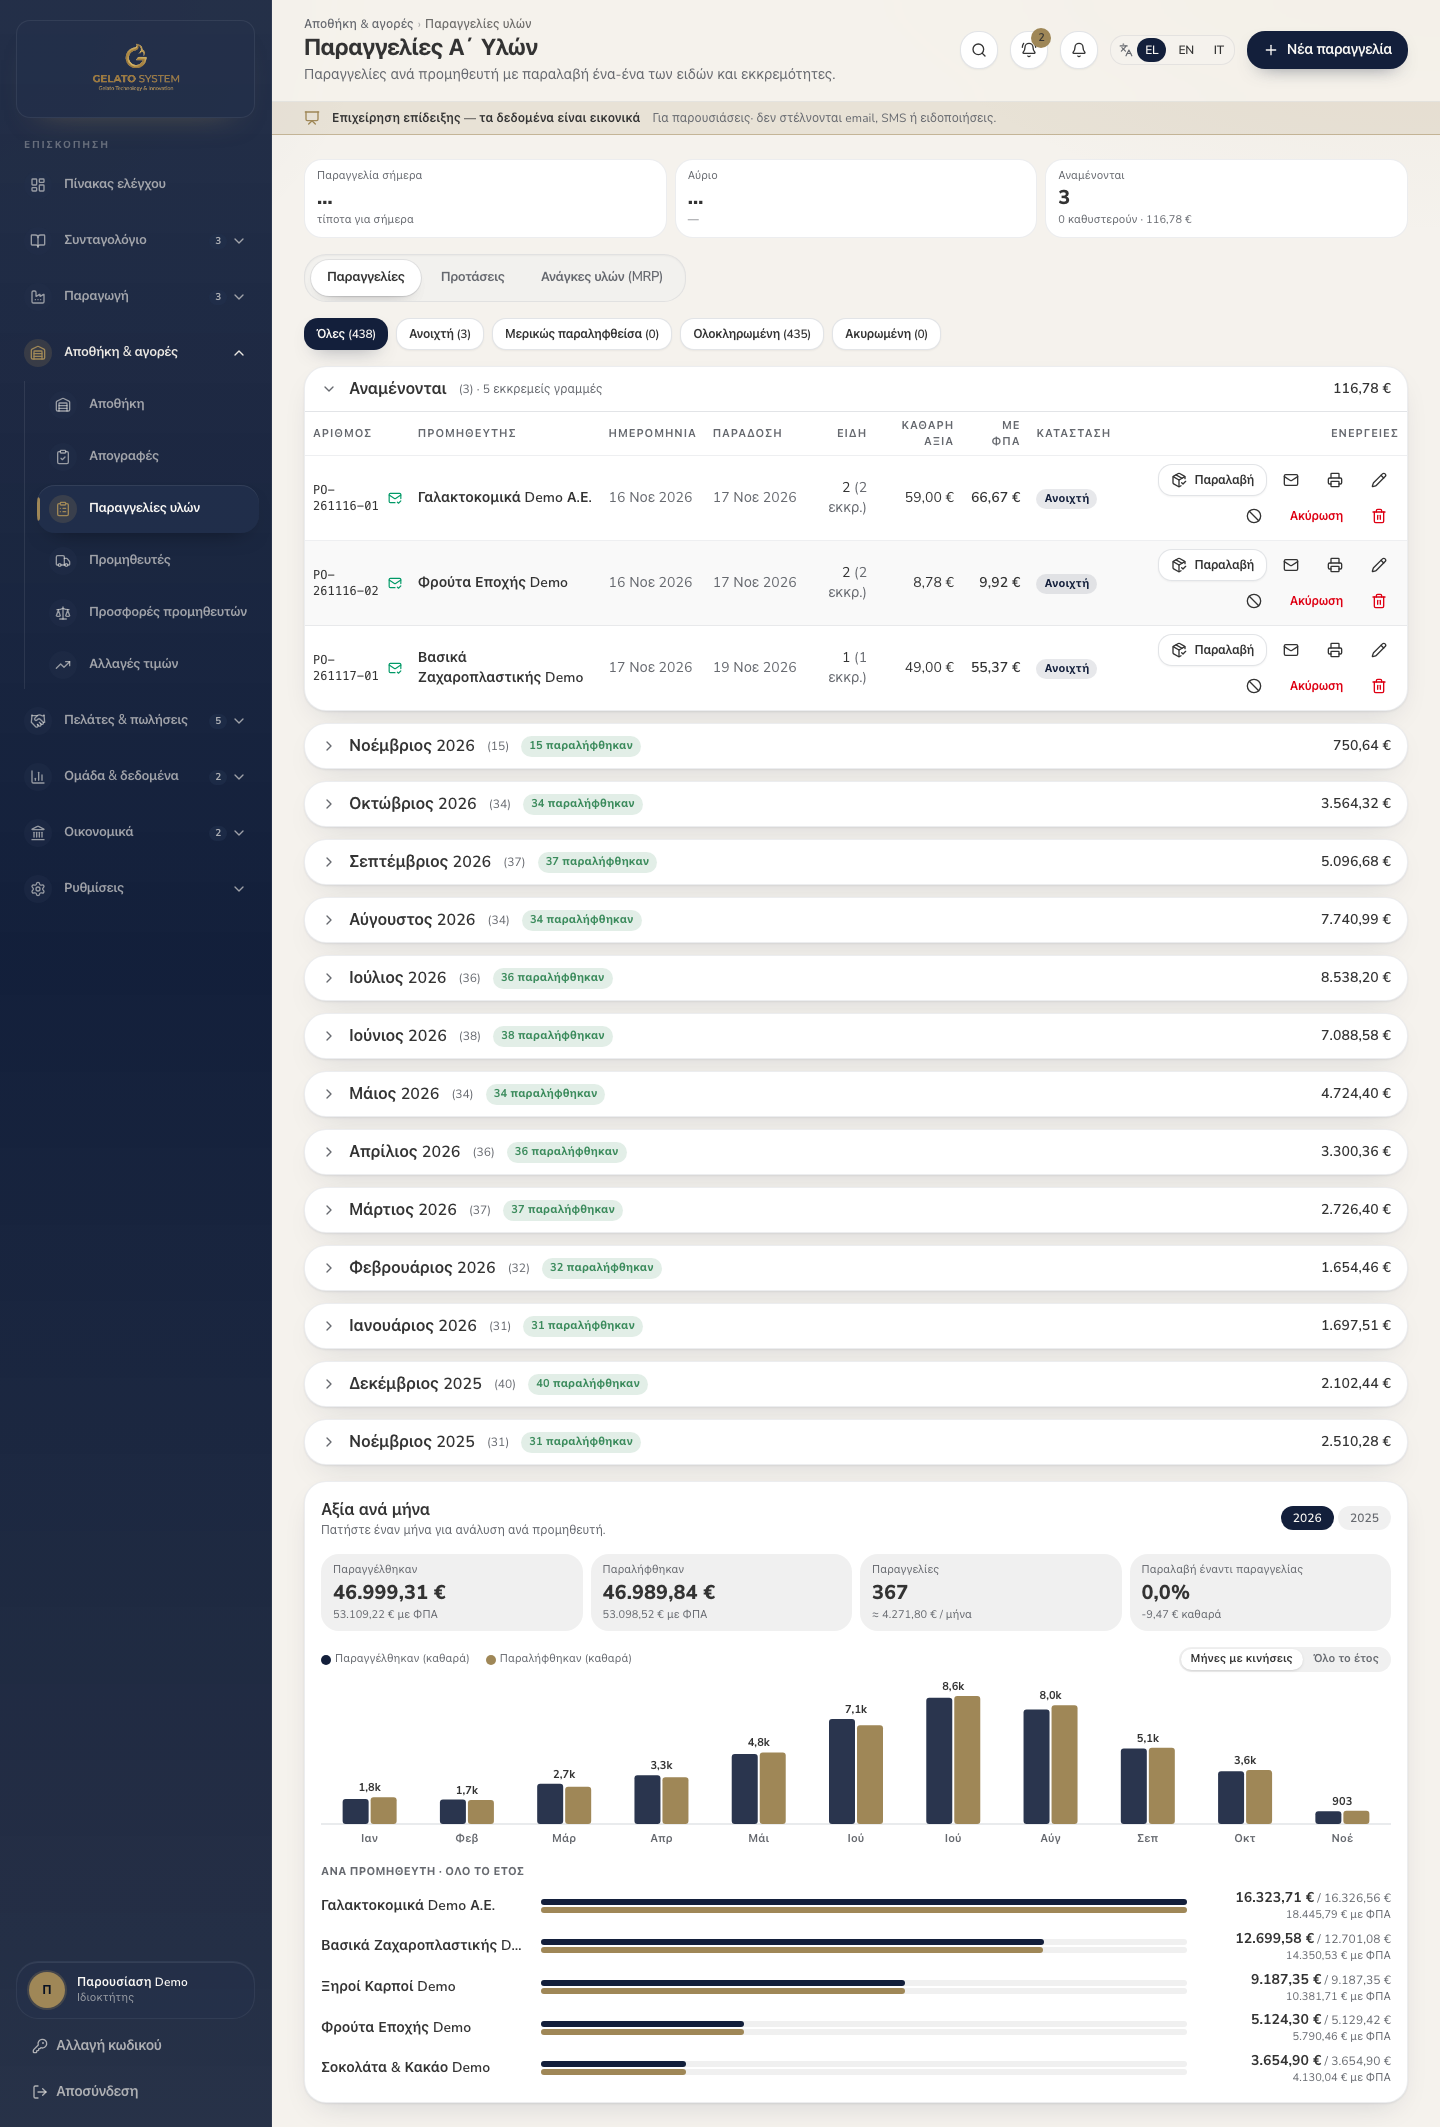 GELATO SYSTEM
Gelato Technology & Innovation
ΕΠΙΣΚΟΠΗΣΗ
Πίνακας ελέγχου
Συνταγολόγιο 3
Παραγωγή 3
Αποθήκη & αγορές
Αποθήκη
Απογραφές
Παραγγελίες υλών
Προμηθευτές
Προσφορές προμηθευτών
Αλλαγές τιμών
Πελάτες & πωλήσεις 5
Ομάδα & δεδομένα 2
Οικονομικά 2
Ρυθμίσεις
Π
Παρουσίαση Demo
Ιδιοκτήτης
Αλλαγή κωδικού
Αποσύνδεση
Αποθήκη & αγορές › Παραγγελίες υλών
Παραγγελίες Α΄ Υλών
Παραγγελίες ανά προμηθευτή με παραλαβή ένα-ένα των ειδών και εκκρεμότητες.
2
EL EN IT
Νέα παραγγελία
Επιχείρηση επίδειξης — τα δεδομένα είναι εικονικά Για παρουσιάσεις· δεν στέλνονται email, SMS ή ειδοποιήσεις.
Παραγγελία σήμερα
...
τίποτα για σήμερα
Αύριο
...
—
Αναμένονται
3
0 καθυστερούν · 116,78 €
Παραγγελίες Προτάσεις Ανάγκες υλών (MRP)
Όλες (438) Ανοιχτή (3) Μερικώς παραληφθείσα (0) Ολοκληρωμένη (435) Ακυρωμένη (0)
Αναμένονται (3) · 5 εκκρεμείς γραμμές 116,78 €
ΑΡΙΘΜΟΣ ΠΡΟΜΗΘΕΥΤΗΣ ΗΜΕΡΟΜΗΝΙΑ ΠΑΡΑΔΟΣΗ ΕΙΔΗ ΚΑΘΑΡΗ ΑΞΙΑ ΜΕ ΦΠΑ ΚΑΤΑΣΤΑΣΗ ΕΝΕΡΓΕΙΕΣ
PO-261116-01 Γαλακτοκομικά Demo Α.Ε. 16 Νοε 2026 17 Νοε 2026 2 (2 εκκρ.) 59,00 € 66,67 € Ανοιχτή Παραλαβή
Ακύρωση
PO-261116-02 Φρούτα Εποχής Demo 16 Νοε 2026 17 Νοε 2026 2 (2 εκκρ.) 8,78 € 9,92 € Ανοιχτή Παραλαβή
Ακύρωση
PO-261117-01 Βασικά Ζαχαροπλαστικής Demo 17 Νοε 2026 19 Νοε 2026 1 (1 εκκρ.) 49,00 € 55,37 € Ανοιχτή Παραλαβή
Ακύρωση
Νοέμβριος 2026 (15) 15 παραλήφθηκαν 750,64 €
Οκτώβριος 2026 (34) 34 παραλήφθηκαν 3.564,32 €
Σεπτέμβριος 2026 (37) 37 παραλήφθηκαν 5.096,68 €
Αύγουστος 2026 (34) 34 παραλήφθηκαν 7.740,99 €
Ιούλιος 2026 (36) 36 παραλήφθηκαν 8.538,20 €
Ιούνιος 2026 (38) 38 παραλήφθηκαν 7.088,58 €
Μάιος 2026 (34) 34 παραλήφθηκαν 4.724,40 €
Απρίλιος 2026 (36) 36 παραλήφθηκαν 3.300,36 €
Μάρτιος 2026 (37) 37 παραλήφθηκαν 2.726,40 €
Φεβρουάριος 2026 (32) 32 παραλήφθηκαν 1.654,46 €
Ιανουάριος 2026 (31) 31 παραλήφθηκαν 1.697,51 €
Δεκέμβριος 2025 (40) 40 παραλήφθηκαν 2.102,44 €
Νοέμβριος 2025 (31) 31 παραλήφθηκαν 2.510,28 €
Αξία ανά μήνα
Πατήστε έναν μήνα για ανάλυση ανά προμηθευτή.
2026 2025
Παραγγέλθηκαν
46.999,31 €
53.109,22 € με ΦΠΑ
Παραλήφθηκαν
46.989,84 €
53.098,52 € με ΦΠΑ
Παραγγελίες
367
≈ 4.271,80 € / μήνα
Παραλαβή έναντι παραγγελίας
0,0%
-9,47 € καθαρά
Παραγγέλθηκαν (καθαρά) Παραλήφθηκαν (καθαρά)
Μήνες με κινήσεις Όλο το έτος
1,8k 1,7k 2,7k 3,3k 4,8k 7,1k 8,6k 8,0k 5,1k 3,6k 903
Ιαν Φεβ Μάρ Απρ Μάι Ιού Ιού Αύγ Σεπ Οκτ Νοέ
ΑΝΑ ΠΡΟΜΗΘΕΥΤΗ · ΟΛΟ ΤΟ ΕΤΟΣ
Γαλακτοκομικά Demo Α.Ε. 16.323,71 € / 16.326,56 €
18.445,79 € με ΦΠΑ
Βασικά Ζαχαροπλαστικής D... 12.699,58 € / 12.701,08 €
14.350,53 € με ΦΠΑ
Ξηροί Καρποί Demo 9.187,35 € / 9.187,35 €
10.381,71 € με ΦΠΑ
Φρούτα Εποχής Demo 5.124,30 € / 5.129,42 €
5.790,46 € με ΦΠΑ
Σοκολάτα & Κακάο Demo 3.654,90 € / 3.654,90 €
4.130,04 € με ΦΠΑ